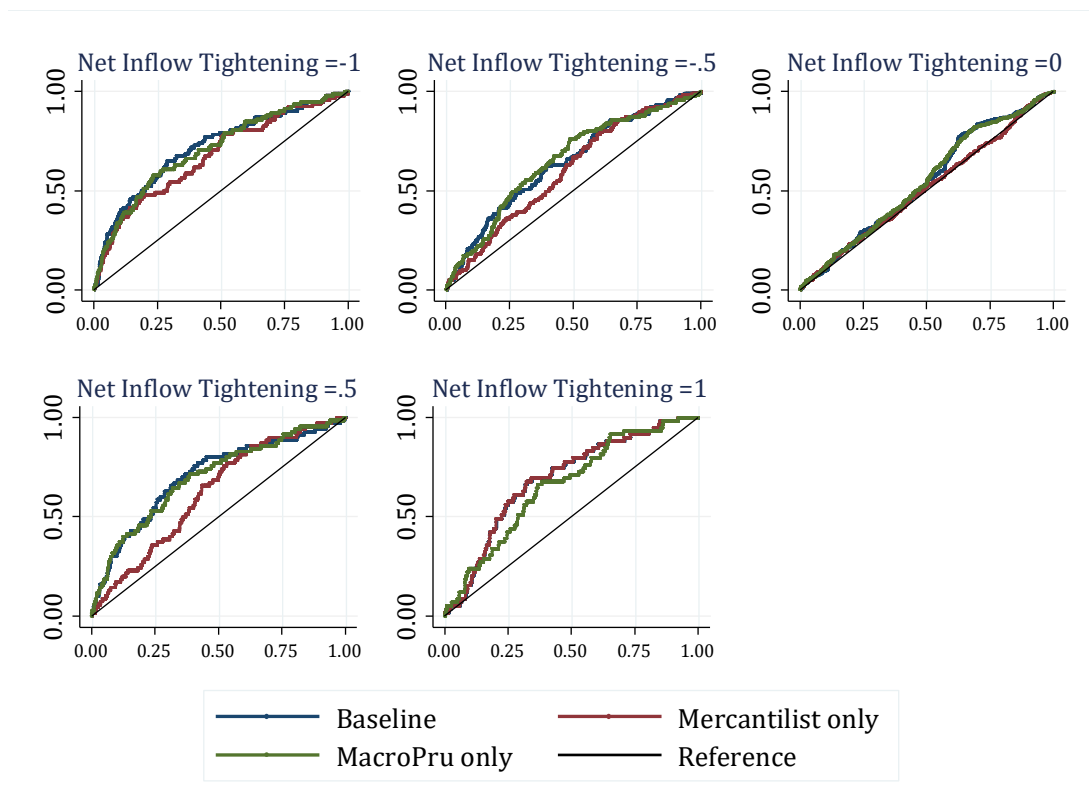 Net Inflow Tightening =-1
1.00
0.50
0.00
0.00 0.25 0.50 0.75 1.00
Net Inflow Tightening =-.5
1.00
0.50
0.00
0.00 0.25 0.50 0.75 1.00
Net Inflow Tightening =0
1.00
0.50
0.00
0.00 0.25 0.50 0.75 1.00
Net Inflow Tightening =.5
1.00
0.50
0.00
0.00 0.25 0.50 0.75 1.00
Net Inflow Tightening =1
1.00
0.50
0.00
0.00 0.25 0.50 0.75 1.00
Baseline
Mercantilist only
MacroPru only
Reference